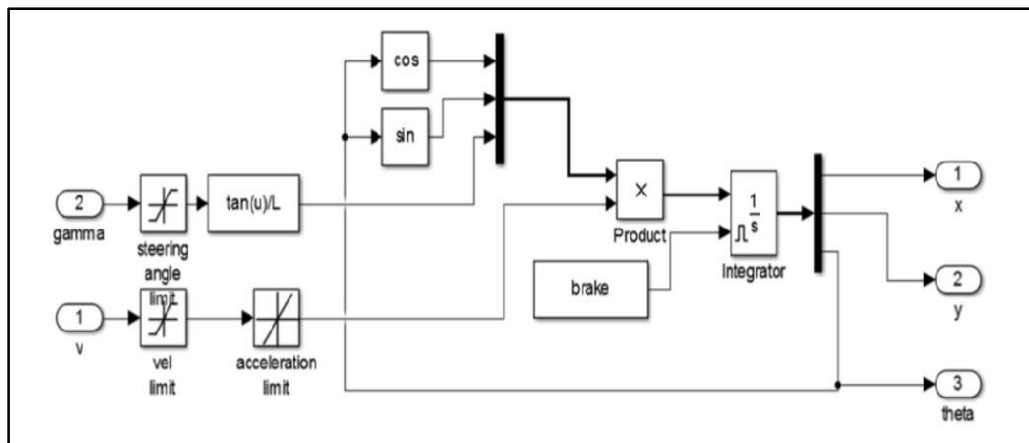 cos
sin
2
gamma
steering
angle
limit
tan(u)/L
1
v
vel
limit
acceleration
limit
×
Product
brake
1
s
Integrator
1
x
2
y
3
theta